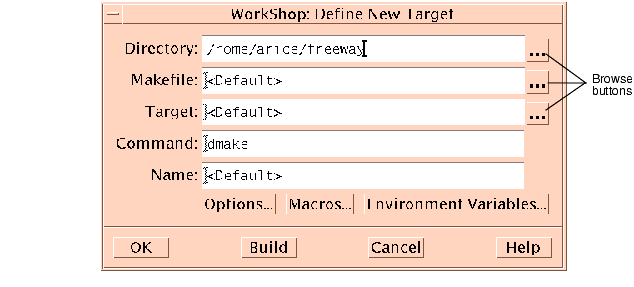 WorkShop: Define New Target
Directory: /home/anice/freeway ...
Browse buttons
Makefile: <Default> ...
Target: <Default> ...
Command: dmake
Name: <Default>
Options... Macros... Environment Variables...
OK Build Cancel Help